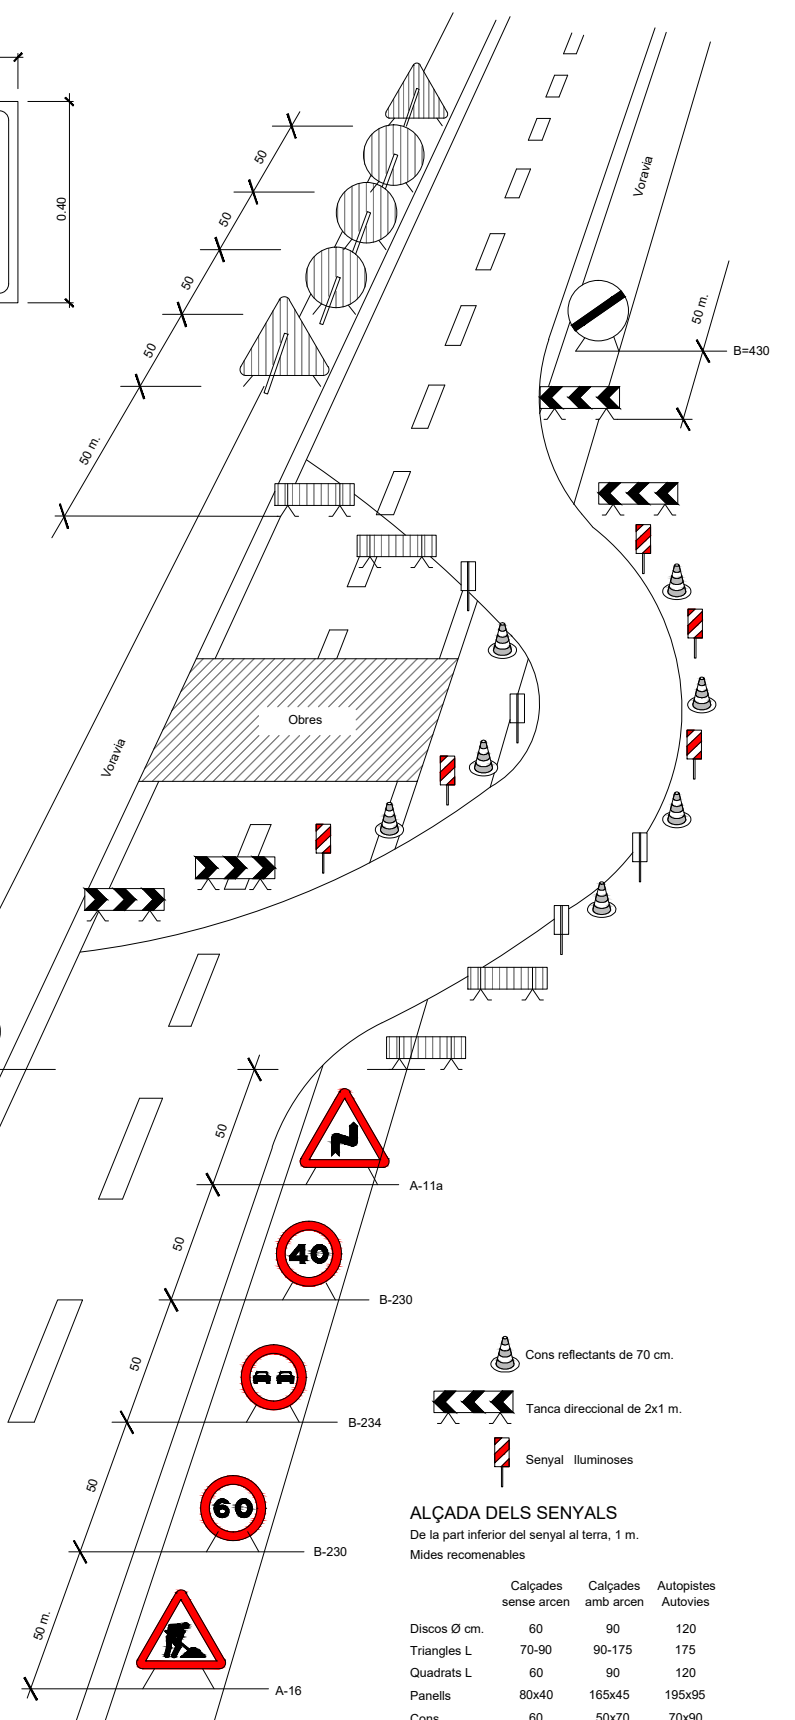 0.40
50
50
50
50
50 m.
Voravia
50 m.
B=430
Obres
Voravia
50
A-11a
40
50
B-230
50
B-234
50
60
B-230
50 m.
A-16
Cons reflectants de 70 cm.
Tanca direccional de 2x1 m.
Senyal lluminoses
ALÇADA DELS SENYALS
De la part inferior del senyal al terra, 1 m.
Mides recomenables
Calçades sense arcen Calçades amb arcen Autopistes Autovies
Discos Ø cm. 60 90 120
Triangles L 70-90 90-175 175
Quadrats L 60 90 120
Panells 80x40 165x45 195x95
Cons 60 50x70 70x90